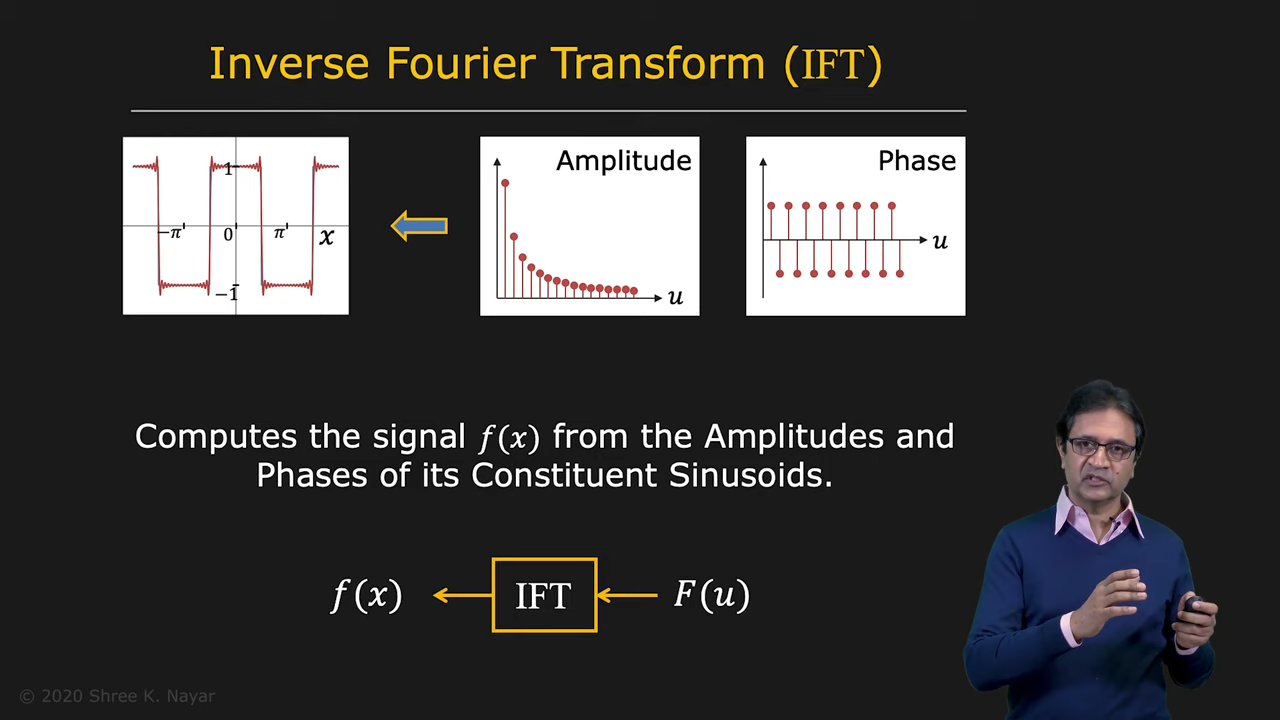 Inverse Fourier Transform (IFT)
1
−π 0 π x
−1
Amplitude
u
Phase
u
Computes the signal f(x) from the Amplitudes and
Phases of its Constituent Sinusoids.
f(x) IFT F(u)
© 2020 Shree K. Nayar